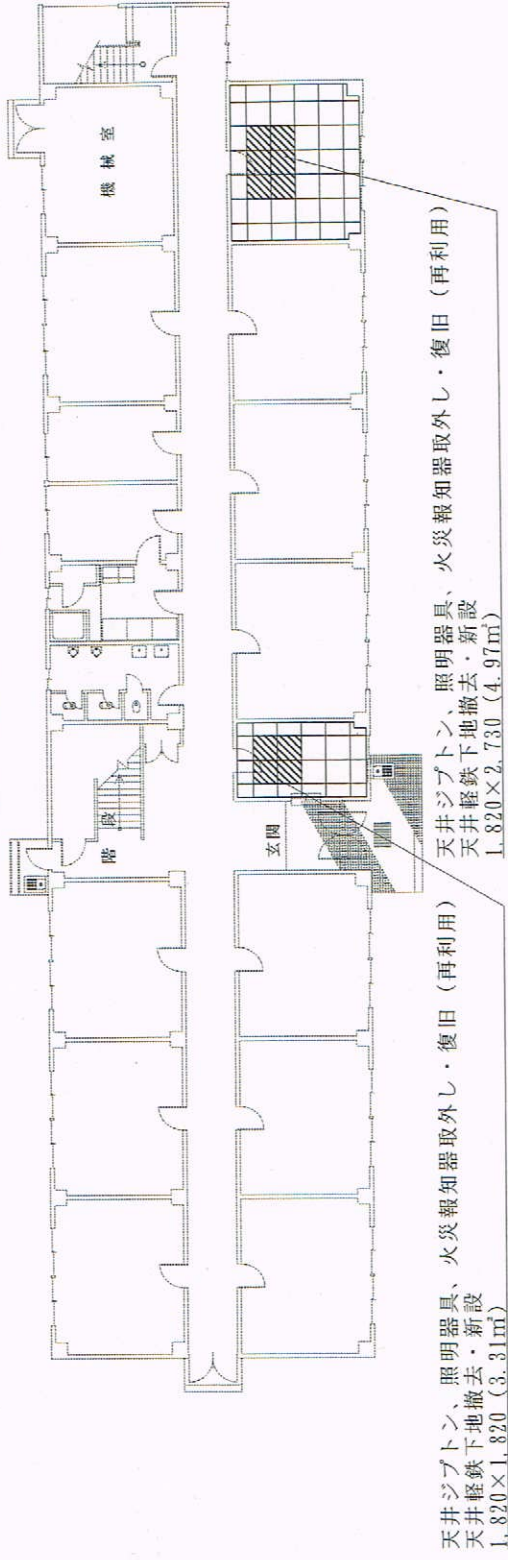 機械室
階段
玄関
天井ジプトン、照明器具、火災報知器取外し・復旧（再利用）
天井軽鉄下地撤去・新設
1,820×1,820（3.31㎡）
天井ジプトン、照明器具、火災報知器取外し・復旧（再利用）
天井軽鉄下地撤去・新設
1,820×2,730（4.97㎡）